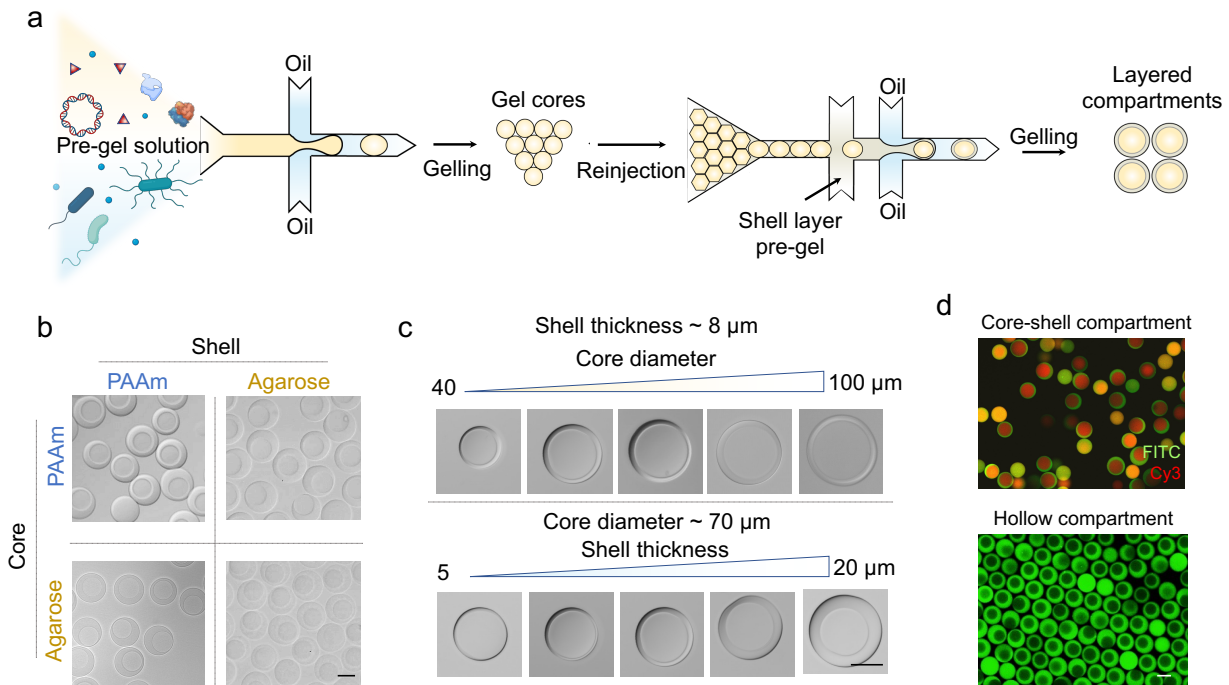 a
Oil
Pre-gel solution
Oil
Gelling
Gel cores
Reinjection
Oil
Shell layer
pre-gel
Oil
Gelling
Layered
compartments
b
Shell
PAAm
Agarose
Core
PAAm
Agarose
c
Shell thickness ~ 8 µm
Core diameter
40
100 µm
Core diameter ~ 70 µm
Shell thickness
5
20 µm
d
Core-shell compartment
FITC
Cy3
Hollow compartment